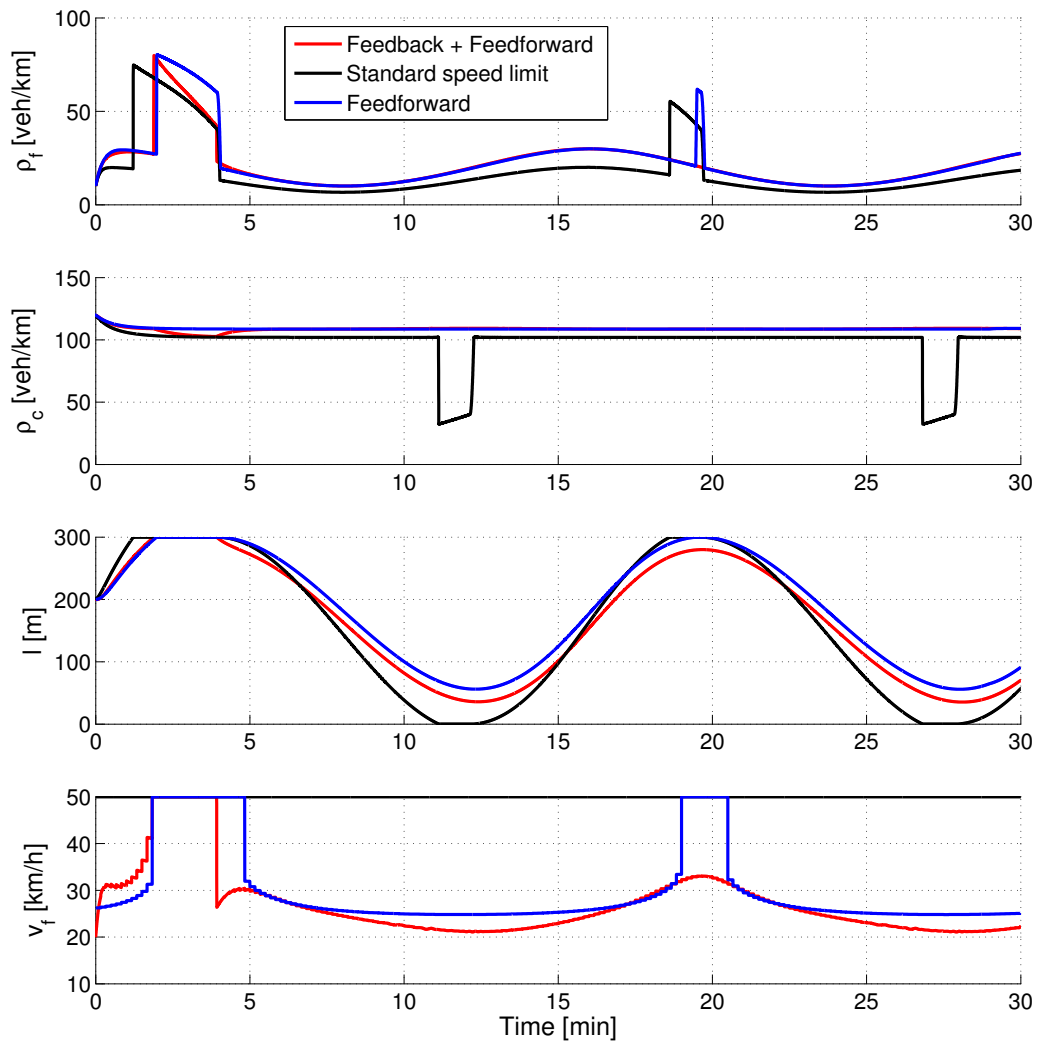 100
50
0
ρf [veh/km]
Feedback + Feedforward
Standard speed limit
Feedforward
0 5 10 15 20 25 30
150
100
50
0
ρc [veh/km]
0 5 10 15 20 25 30
300
200
100
0
l [m]
0 5 10 15 20 25 30
50
40
30
20
10
vf [km/h]
0 5 10 15 20 25 30
Time [min]